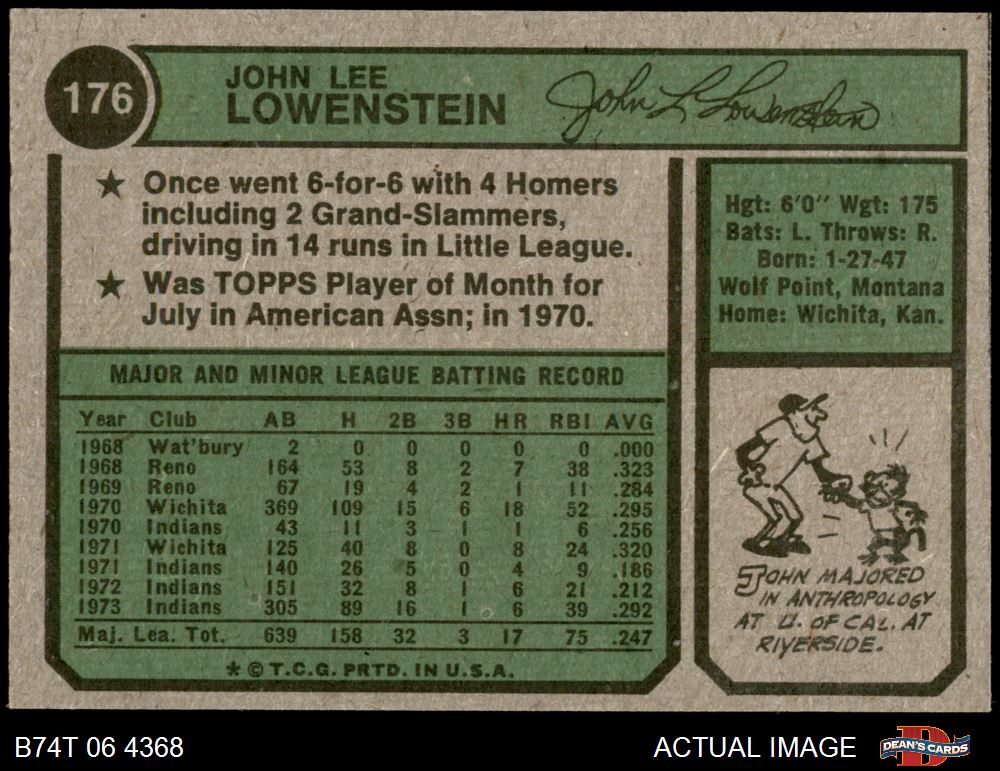 176
JOHN LEE
LOWENSTEIN
John L Lowenstein
★ Once went 6-for-6 with 4 Homers
including 2 Grand-Slammers,
driving in 14 runs in Little League.
★ Was TOPPS Player of Month for
July in American Assn; in 1970.
Hgt: 6'0" Wgt: 175
Bats: L. Throws: R.
Born: 1-27-47
Wolf Point, Montana
Home: Wichita, Kan.
MAJOR AND MINOR LEAGUE BATTING RECORD
Year Club AB H 2B 3B HR RBI AVG
1968 Wat'bury 2 0 0 0 0 0 .000
1968 Reno 164 53 8 2 7 38 .323
1969 Reno 67 19 4 2 1 11 .284
1970 Wichita 369 109 15 6 18 52 .295
1970 Indians 43 11 3 1 1 6 .256
1971 Wichita 125 40 8 0 8 24 .320
1971 Indians 140 26 5 0 4 9 .186
1972 Indians 151 32 8 1 6 21 .212
1973 Indians 305 89 16 1 6 39 .292
Maj. Lea. Tot. 639 158 32 3 17 75 .247
* © T.C.G. PRTD. IN U.S.A.
JOHN MAJORED
IN ANTHROPOLOGY
AT U. OF CAL. AT
RIVERSIDE.
B74T 06 4368
ACTUAL IMAGE
DEAN'S CARDS